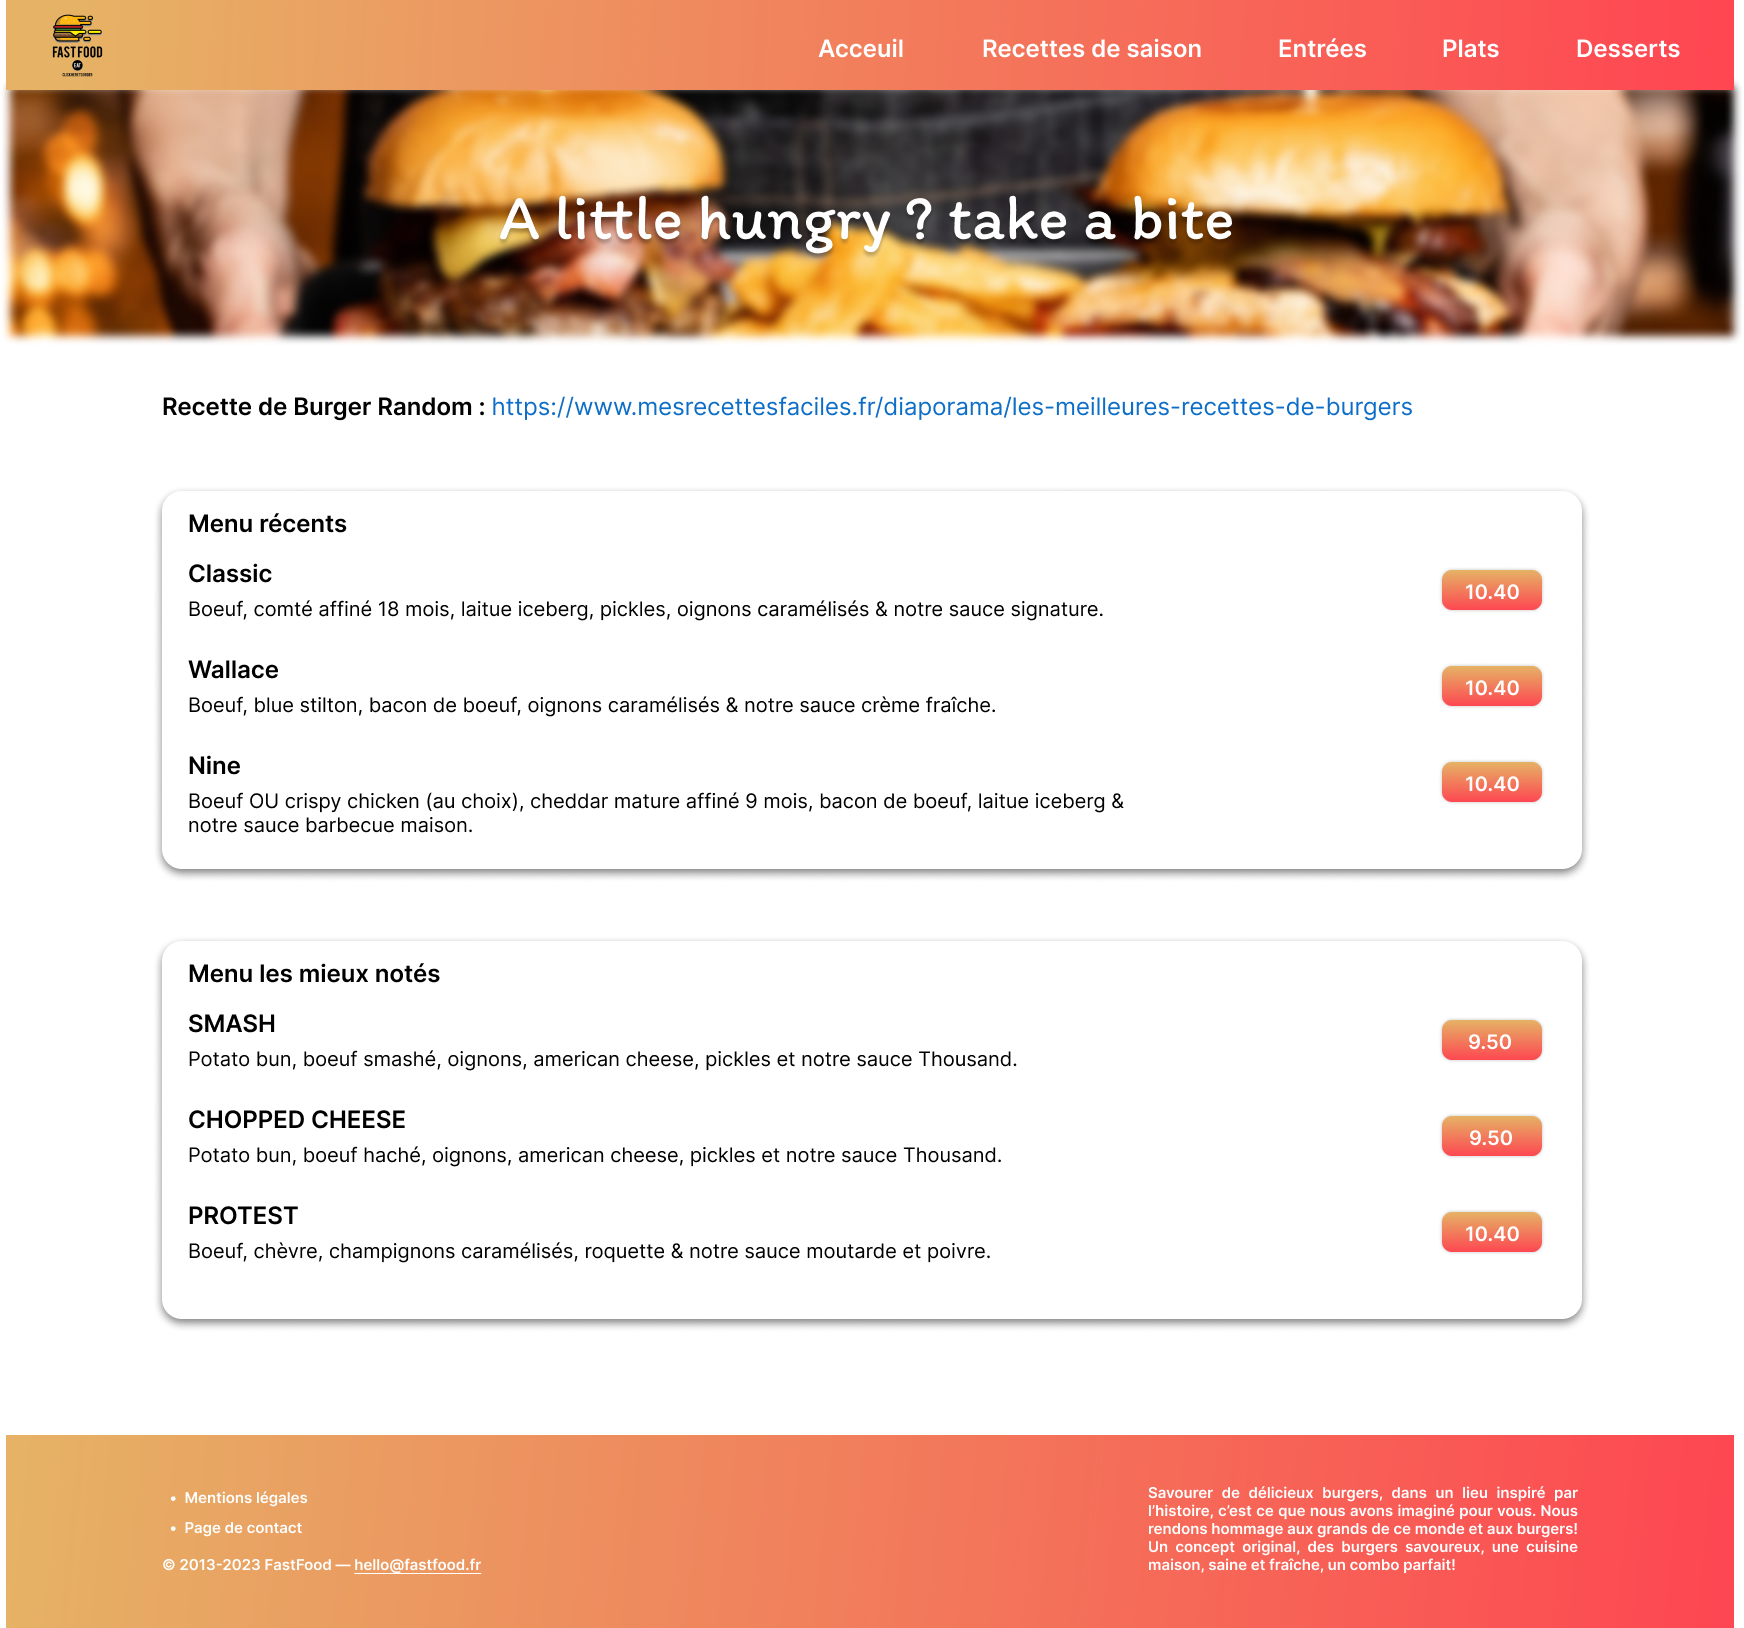 FAST FOOD
EAT
Acceuil
Recettes de saison
Entrées
Plats
Desserts
A little hungry ? take a bite
Recette de Burger Random : https://www.mesrecettesfaciles.fr/diaporama/les-meilleures-recettes-de-burgers
Menu récents
Classic
Boeuf, comté affiné 18 mois, laitue iceberg, pickles, oignons caramélisés & notre sauce signature.
10.40
Wallace
Boeuf, blue stilton, bacon de boeuf, oignons caramélisés & notre sauce crème fraîche.
10.40
Nine
Boeuf OU crispy chicken (au choix), cheddar mature affiné 9 mois, bacon de boeuf, laitue iceberg &
notre sauce barbecue maison.
10.40
Menu les mieux notés
SMASH
Potato bun, boeuf smashé, oignons, american cheese, pickles et notre sauce Thousand.
9.50
CHOPPED CHEESE
Potato bun, boeuf haché, oignons, american cheese, pickles et notre sauce Thousand.
9.50
PROTEST
Boeuf, chèvre, champignons caramélisés, roquette & notre sauce moutarde et poivre.
10.40
• Mentions légales
• Page de contact
© 2013-2023 FastFood — hello@fastfood.fr
Savourer de délicieux burgers, dans un lieu inspiré par
l’histoire, c’est ce que nous avons imaginé pour vous. Nous
rendons hommage aux grands de ce monde et aux burgers!
Un concept original, des burgers savoureux, une cuisine
maison, saine et fraîche, un combo parfait!